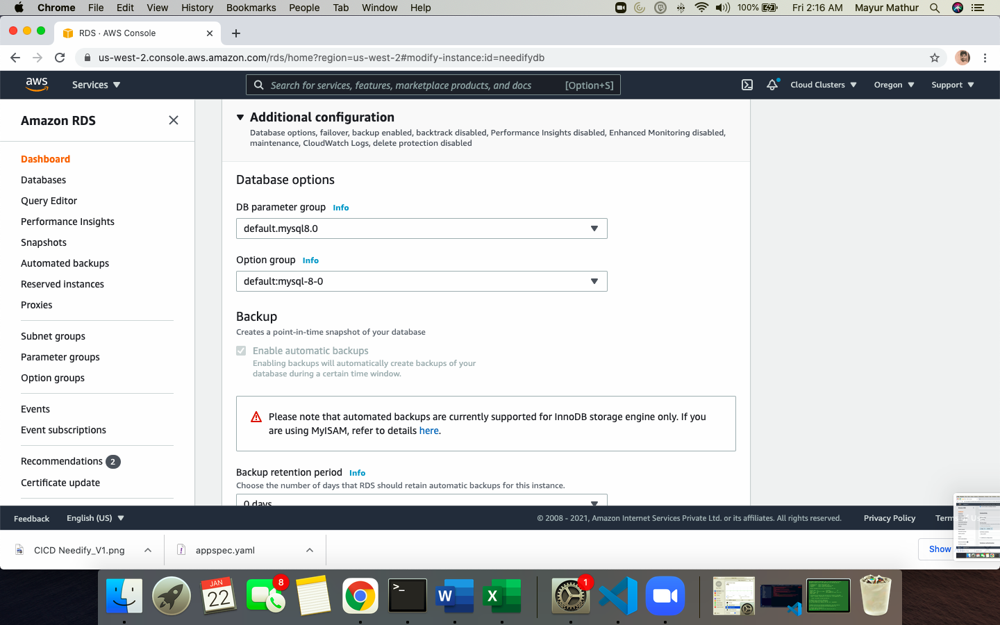 Chrome File Edit View History Bookmarks People Tab Window Help 100% Fri 2:16 AM Mayur Mathur
RDS · AWS Console
us-west-2.console.aws.amazon.com/rds/home?region=us-west-2#modify-instance:id=needifydb
aws Services Search for services, features, marketplace products, and docs [Option+S] Cloud Clusters Oregon Support
Amazon RDS
Dashboard
Databases
Query Editor
Performance Insights
Snapshots
Automated backups
Reserved instances
Proxies
Subnet groups
Parameter groups
Option groups
Events
Event subscriptions
Recommendations 2
Certificate update
Additional configuration
Database options, failover, backup enabled, backtrack disabled, Performance Insights disabled, Enhanced Monitoring disabled,
maintenance, CloudWatch Logs, delete protection disabled
Database options
DB parameter group Info
default.mysql8.0
Option group Info
default:mysql-8-0
Backup
Creates a point-in-time snapshot of your database
Enable automatic backups
Enabling backups will automatically create backups of your
database during a certain time window.
Please note that automated backups are currently supported for InnoDB storage engine only. If you
are using MyISAM, refer to details here.
Backup retention period Info
Choose the number of days that RDS should retain automatic backups for this instance.
0 days
Feedback English (US) © 2008 - 2021, Amazon Internet Services Private Ltd. or its affiliates. All rights reserved. Privacy Policy
CICD Needify_V1.png appspec.yaml Show
JAN
22
8
>_
W
X
1